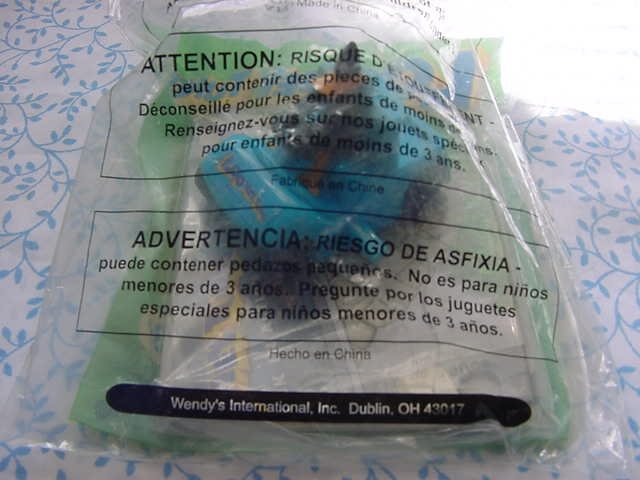 Made in China
ATTENTION: RISQUE D'ÉTOUFFEMENT -
peut contenir des pièces de
Déconseillé pour les enfants de moins de
Renseignez-vous sur nos jouets
pour enfants de moins de 3 ans.
Fabriqué en Chine
ADVERTENCIA: RIESGO DE ASFIXIA -
puede contener pedazos pequeños. No es para niños
menores de 3 años. Pregunte por los juguetes
especiales para niños menores de 3 años.
Hecho en China
Wendy's International, Inc. Dublin, OH 43017